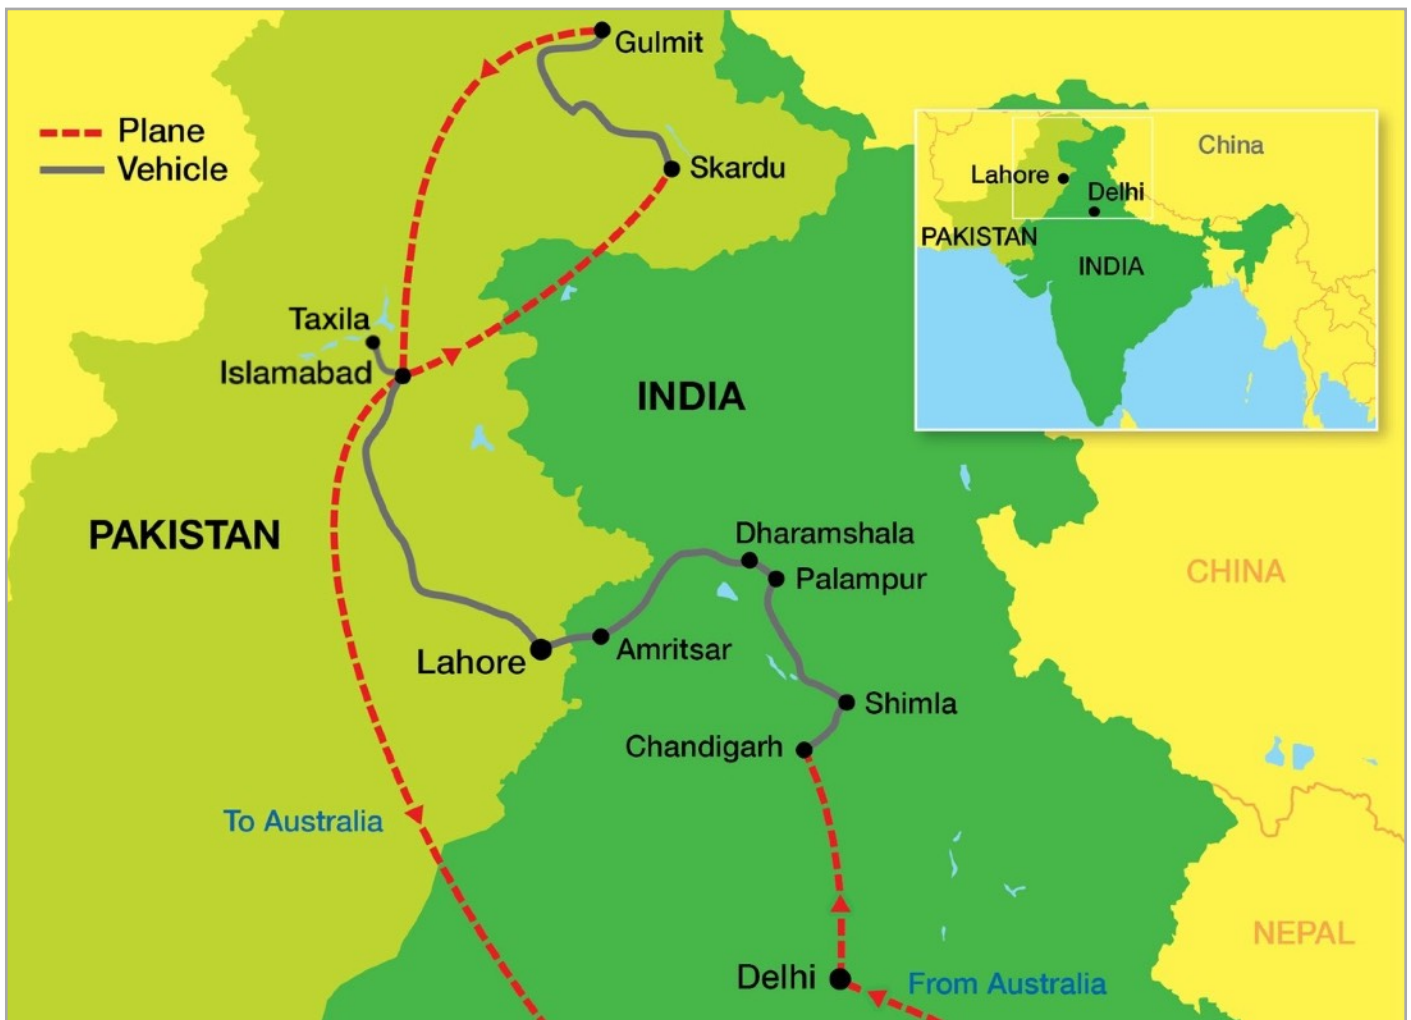 Gulmit
Plane
Vehicle
Skardu
China
Lahore
Delhi
PAKISTAN
INDIA
Taxila
Islamabad
INDIA
PAKISTAN
Dharamshala
Palampur
CHINA
Amritsar
Lahore
Shimla
Chandigarh
To Australia
NEPAL
Delhi
From Australia